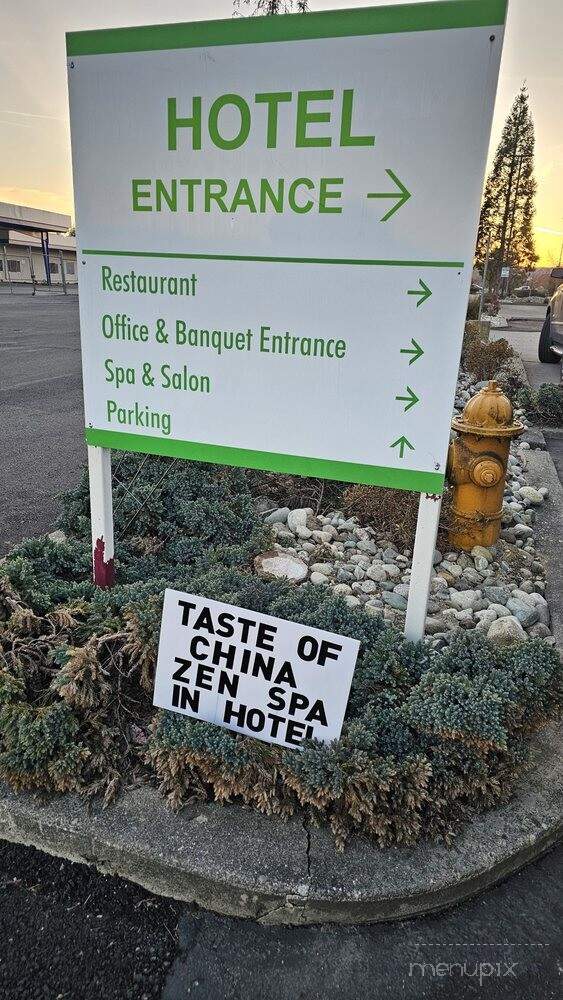 HOTEL
ENTRANCE →
Restaurant →
Office & Banquet Entrance →
Spa & Salon →
Parking ↑
TASTE OF
CHINA
ZEN SPA
IN HOTEL
menupix